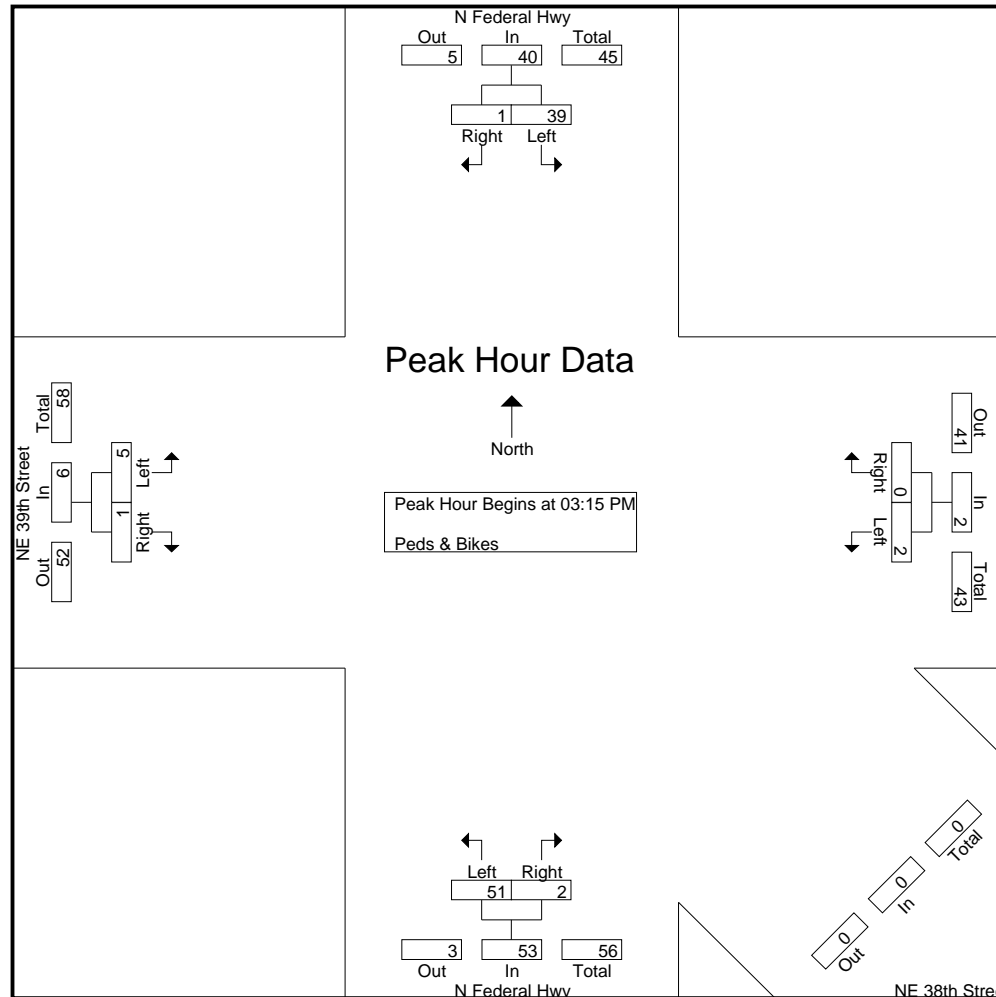 N Federal Hwy
Out In Total
5 40 45
1 39
Right Left
Peak Hour Data
North
Peak Hour Begins at 03:15 PM
Peds & Bikes
NE 39th Street
Total In Out
58 6 52
5 1
Left Right
Right Left
0 2
Out In Total
41 2 43
Left Right
51 2
3 53 56
Out In Total
N Federal Hwy
0 0 0
Out In Total
NE 38th Stree